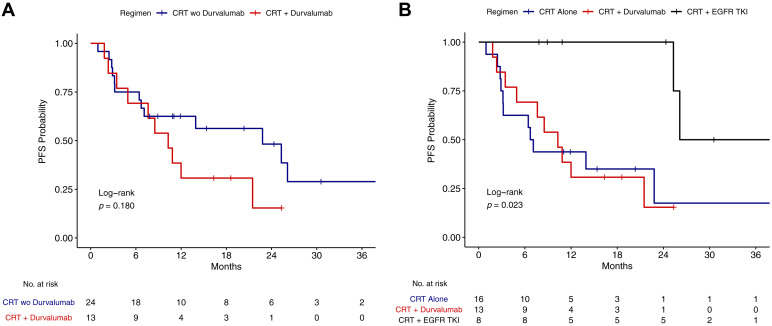 A
Regimen CRT wo Durvalumab CRT + Durvalumab
1.00
0.75
0.50
0.25
0.00
PFS Probability
Log-rank
p = 0.180
0 6 12 18 24 30 36
Months
No. at risk
CRT wo Durvalumab 24 18 10 8 6 3 2
CRT + Durvalumab 13 9 4 3 1 0 0
B
Regimen CRT Alone CRT + Durvalumab CRT + EGFR TKI
1.00
0.75
0.50
0.25
0.00
PFS Probability
Log-rank
p = 0.023
0 6 12 18 24 30 36
Months
No. at risk
CRT Alone 16 10 5 3 1 1 1
CRT + Durvalumab 13 9 4 3 1 0 0
CRT + EGFR TKI 8 8 5 5 5 2 1